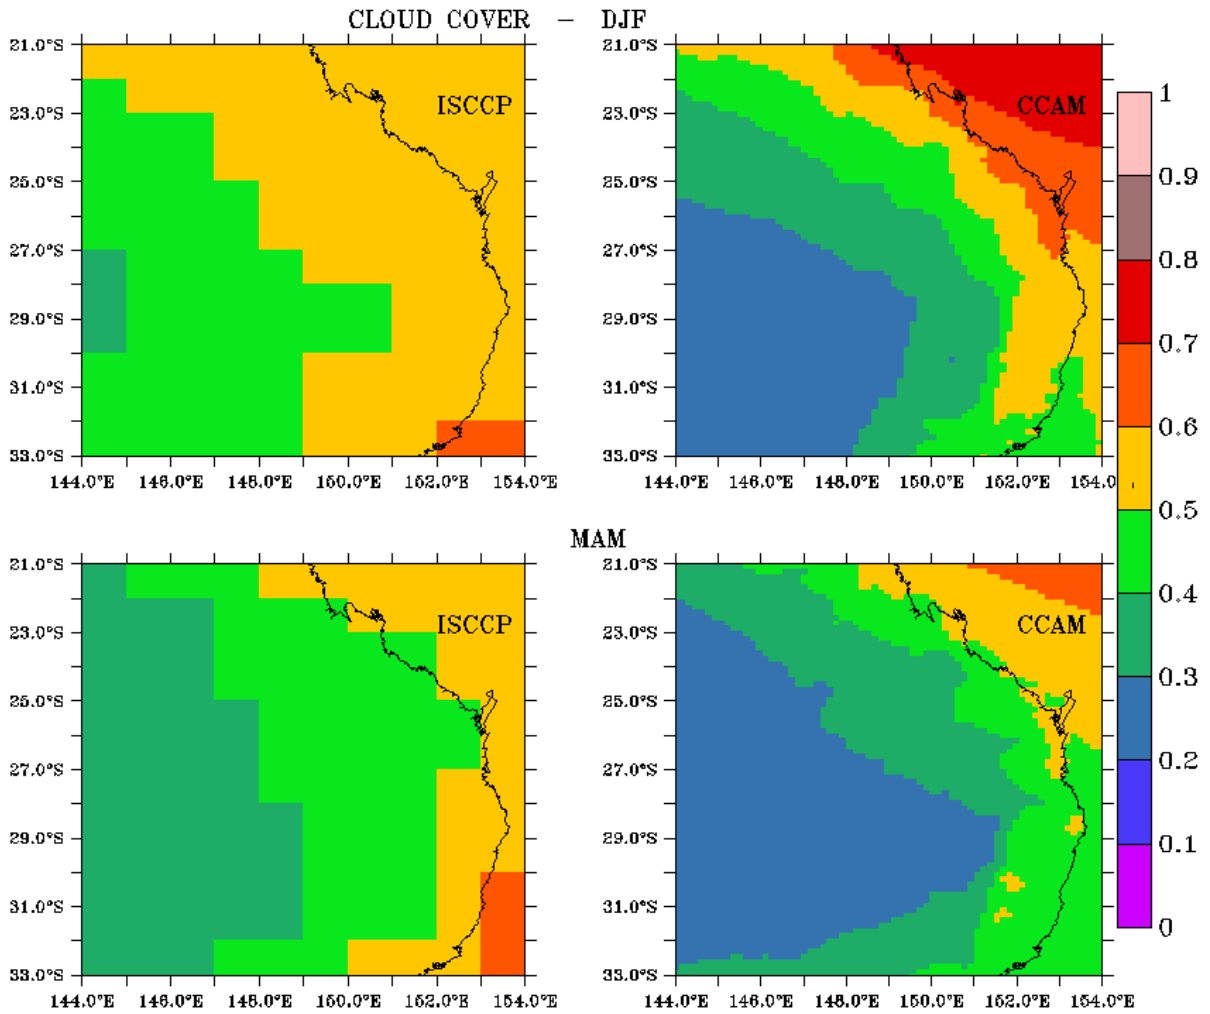 CLOUD COVER – DJF
21.0°S
23.0°S
25.0°S
27.0°S
29.0°S
31.0°S
33.0°S
ISCCP
144.0°E 146.0°E 148.0°E 150.0°E 152.0°E 154.0°E
21.0°S
23.0°S
25.0°S
27.0°S
29.0°S
31.0°S
33.0°S
CCAM
144.0°E 146.0°E 148.0°E 150.0°E 152.0°E 154.0
1
0.9
0.8
0.7
0.6
0.5
0.4
0.3
0.2
0.1
0
MAM
21.0°S
23.0°S
25.0°S
27.0°S
29.0°S
31.0°S
33.0°S
ISCCP
144.0°E 146.0°E 148.0°E 150.0°E 152.0°E 154.0°E
21.0°S
23.0°S
25.0°S
27.0°S
29.0°S
31.0°S
33.0°S
CCAM
144.0°E 146.0°E 148.0°E 150.0°E 152.0°E 154.0°E